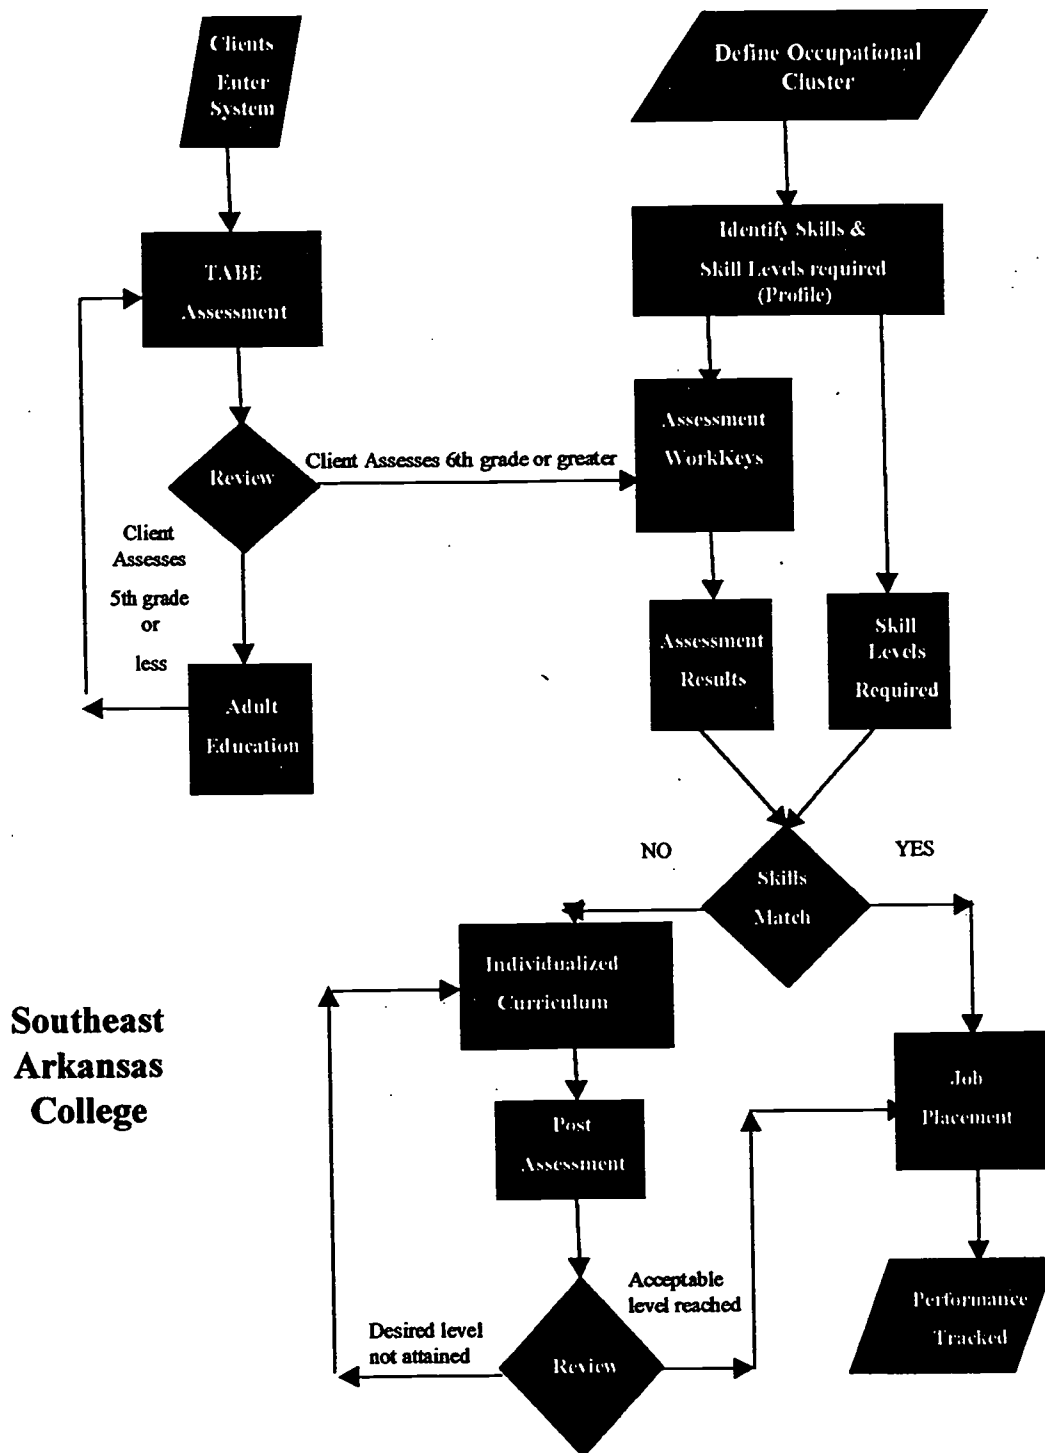 Clients
Enter
System
Define Occupational
Cluster
TABE
Assessment
Identify Skills &
Skill Levels required
(Profile)
Review
Client Assesses 6th grade or greater
Assessment
WorkKeys
Client
Assesses
5th grade
or
less
Adult
Education
Assessment
Results
Skill
Levels
Required
NO
YES
Skills
Match
Individualized
Curriculum
Southeast
Arkansas
College
Post
Assessment
Job
Placement
Acceptable
level reached
Desired level
not attained
Review
Performance
Tracked